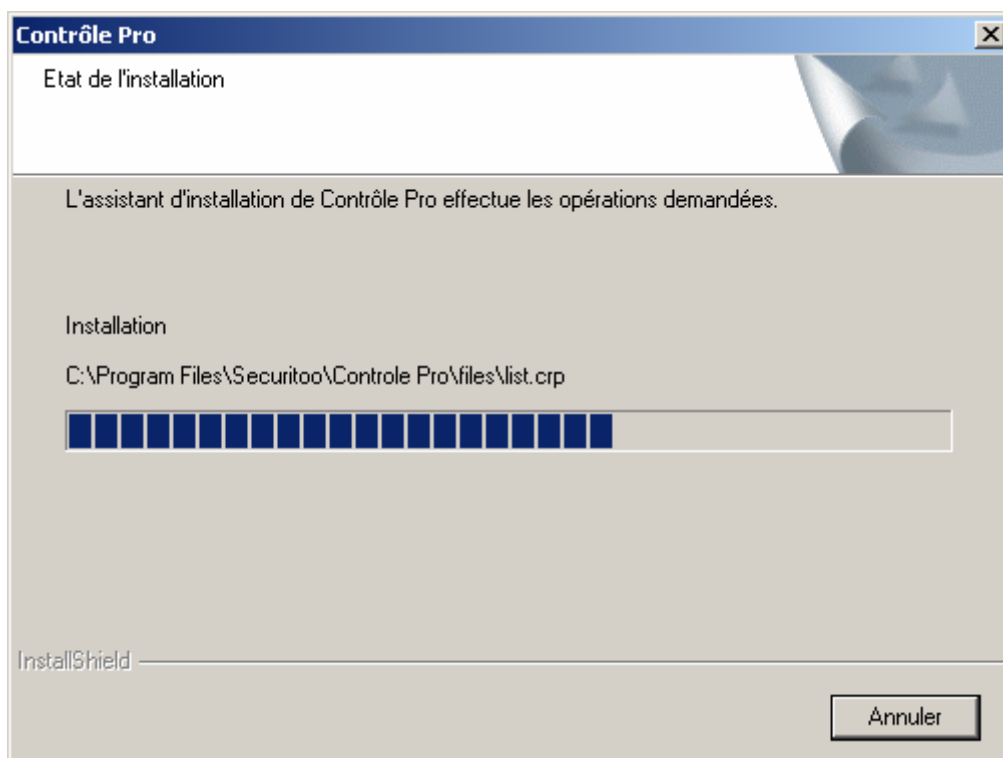 Contrôle Pro
Etat de l'installation
L'assistant d'installation de Contrôle Pro effectue les opérations demandées.
Installation
C:\Program Files\Securitoo\Controle Pro\files\list.crp
InstallShield
Annuler